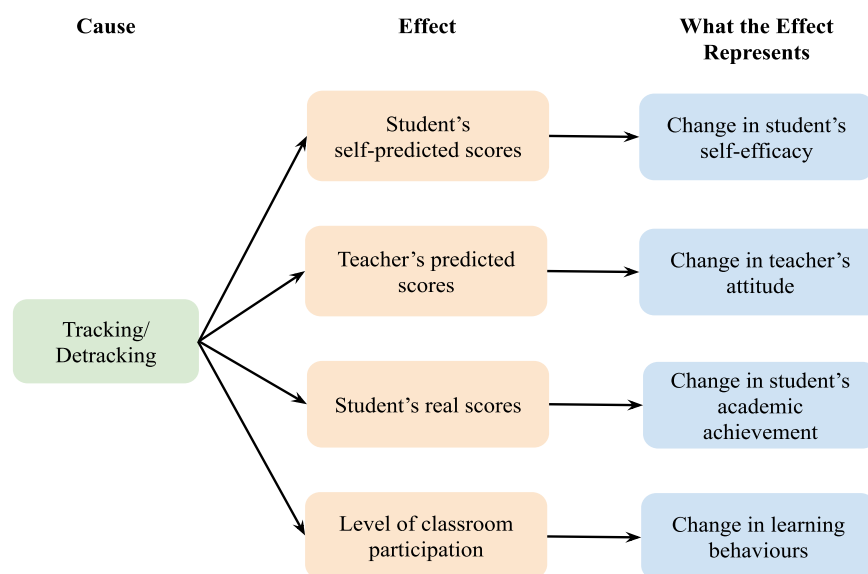 Cause
Effect
What the Effect
Represents
Student’s
self-predicted scores
Change in student’s
self-efficacy
Teacher’s predicted
scores
Change in teacher’s
attitude
Tracking/
Detracking
Student’s real scores
Change in student’s
academic
achievement
Level of classroom
participation
Change in learning
behaviours